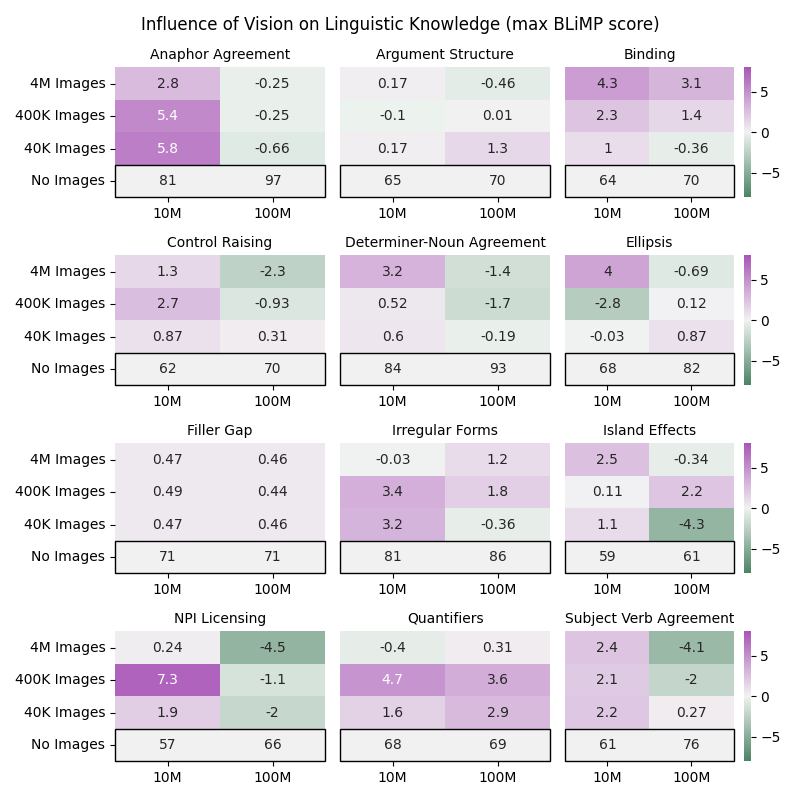 Influence of Vision on Linguistic Knowledge (max BLiMP score)
Anaphor Agreement Argument Structure Binding
4M Images 2.8 -0.25 0.17 -0.46 4.3 3.1
5
400K Images 5.4 -0.25 -0.1 0.01 2.3 1.4
0
40K Images 5.8 -0.66 0.17 1.3 1 -0.36
−5
No Images 81 97 65 70 64 70
10M 100M 10M 100M 10M 100M
Control Raising Determiner-Noun Agreement Ellipsis
4M Images 1.3 -2.3 3.2 -1.4 4 -0.69
5
400K Images 2.7 -0.93 0.52 -1.7 -2.8 0.12
0
40K Images 0.87 0.31 0.6 -0.19 -0.03 0.87
−5
No Images 62 70 84 93 68 82
10M 100M 10M 100M 10M 100M
Filler Gap Irregular Forms Island Effects
4M Images 0.47 0.46 -0.03 1.2 2.5 -0.34
5
400K Images 0.49 0.44 3.4 1.8 0.11 2.2
0
40K Images 0.47 0.46 3.2 -0.36 1.1 -4.3
−5
No Images 71 71 81 86 59 61
10M 100M 10M 100M 10M 100M
NPI Licensing Quantifiers Subject Verb Agreement
4M Images 0.24 -4.5 -0.4 0.31 2.4 -4.1
5
400K Images 7.3 -1.1 4.7 3.6 2.1 -2
0
40K Images 1.9 -2 1.6 2.9 2.2 0.27
−5
No Images 57 66 68 69 61 76
10M 100M 10M 100M 10M 100M